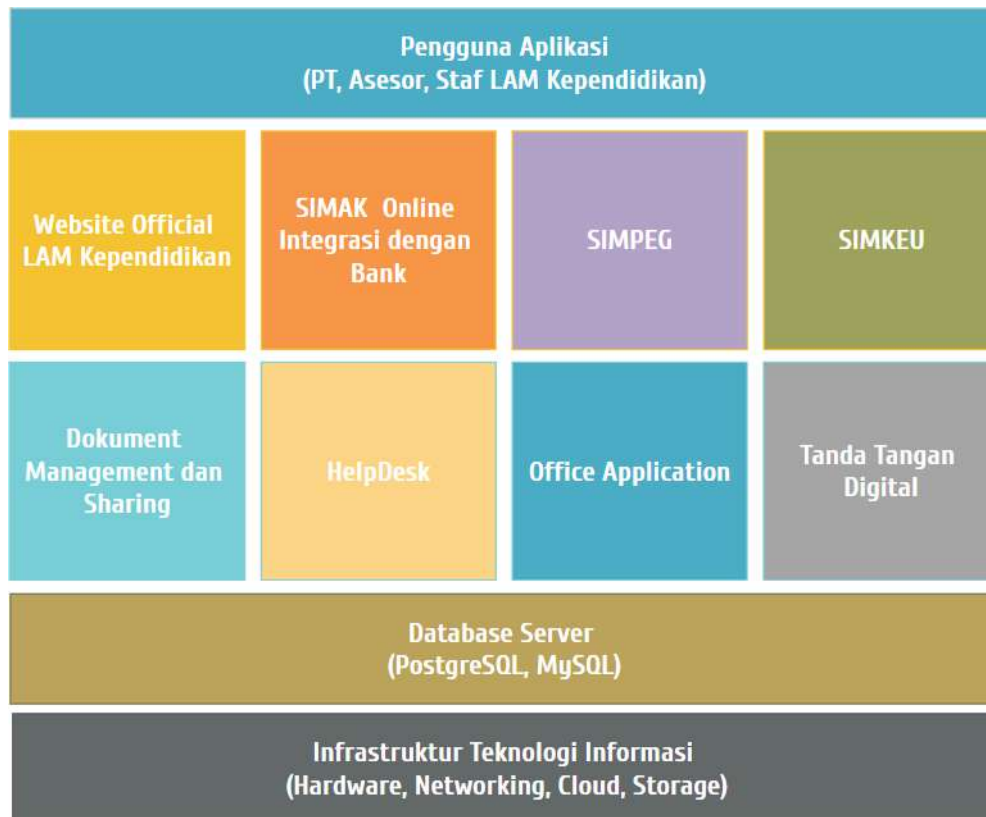 Pengguna Aplikasi
(PT, Asesor, Staf LAM Kependidikan)
Website Official
LAM Kependidikan
SIMAK Online
Integrasi dengan
Bank
SIMPEG
SIMKEU
Dokument
Management dan
Sharing
HelpDesk
Office Application
Tanda Tangan
Digital
Database Server
(PostgreSQL, MySQL)
Infrastruktur Teknologi Informasi
(Hardware, Networking, Cloud, Storage)